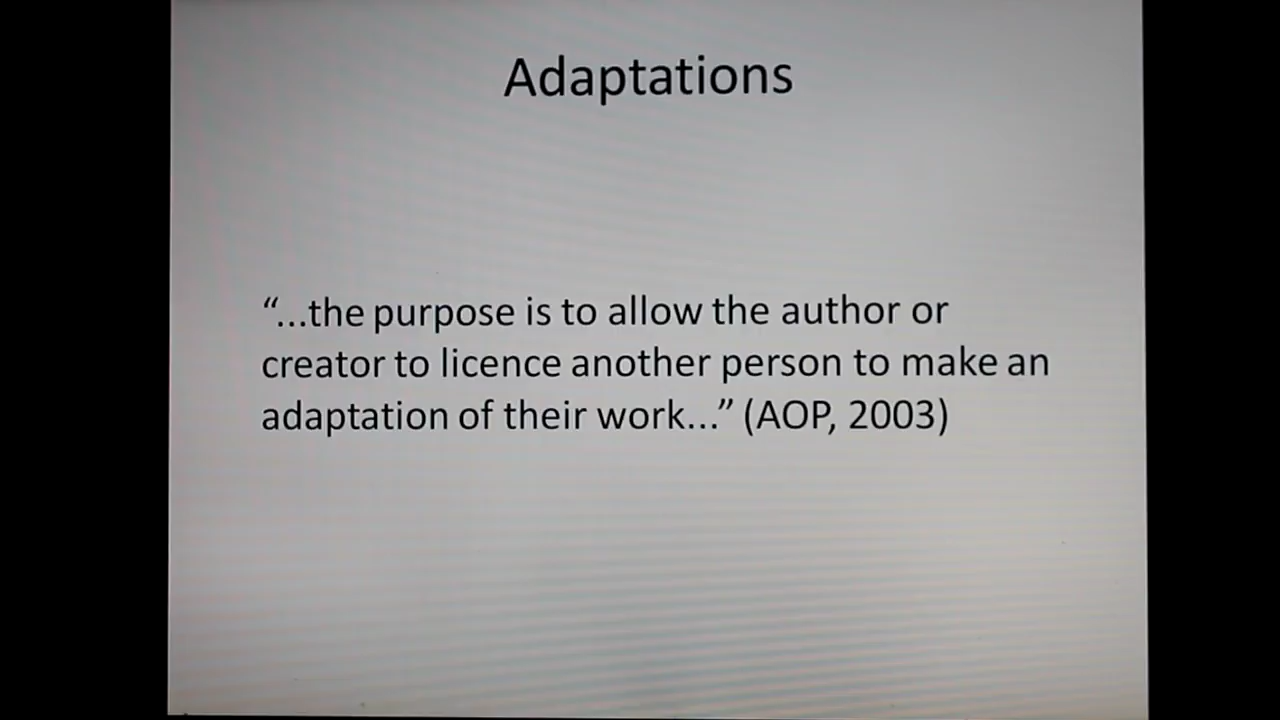 Adaptations
“...the purpose is to allow the author or
creator to licence another person to make an
adaptation of their work...” (AOP, 2003)